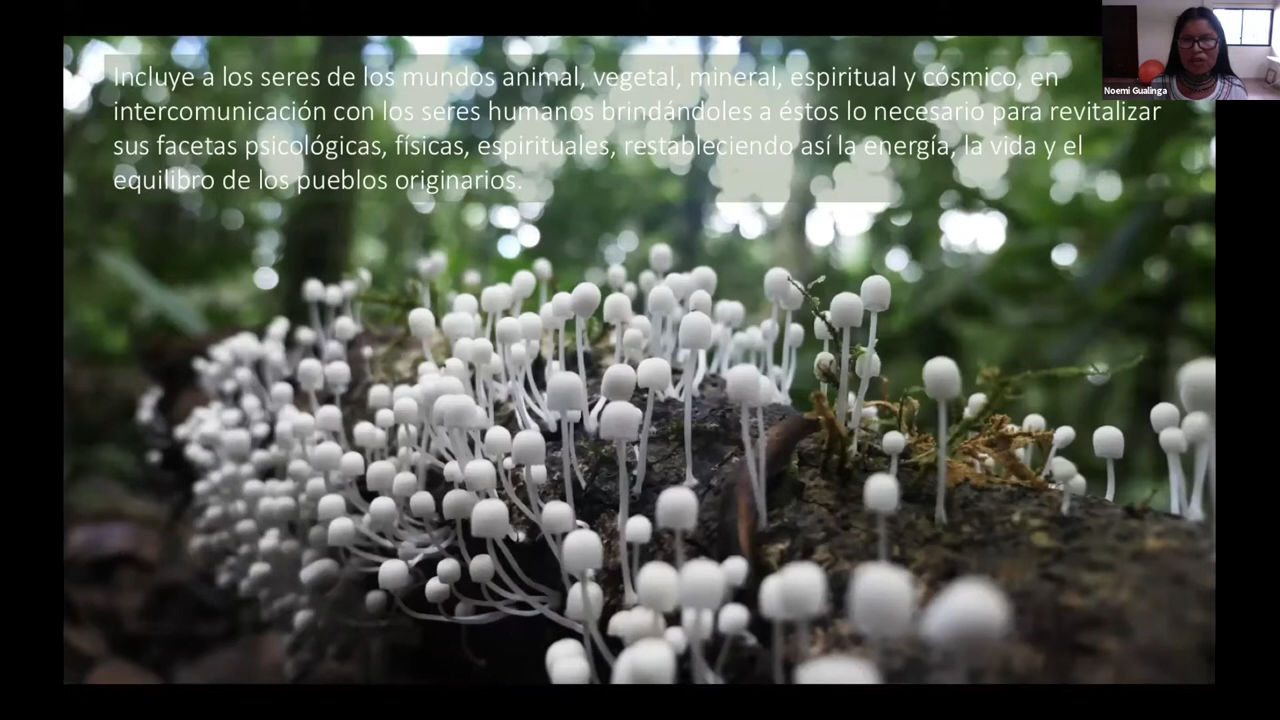 Incluye a los seres de los mundos animal, vegetal, mineral, espiritual y cósmico, en
intercomunicación con los seres humanos brindándoles a éstos lo necesario para revitalizar
sus facetas psicológicas, físicas, espirituales, restableciendo así la energía, la vida y el
equilibro de los pueblos originarios.
Noemi Gualinga